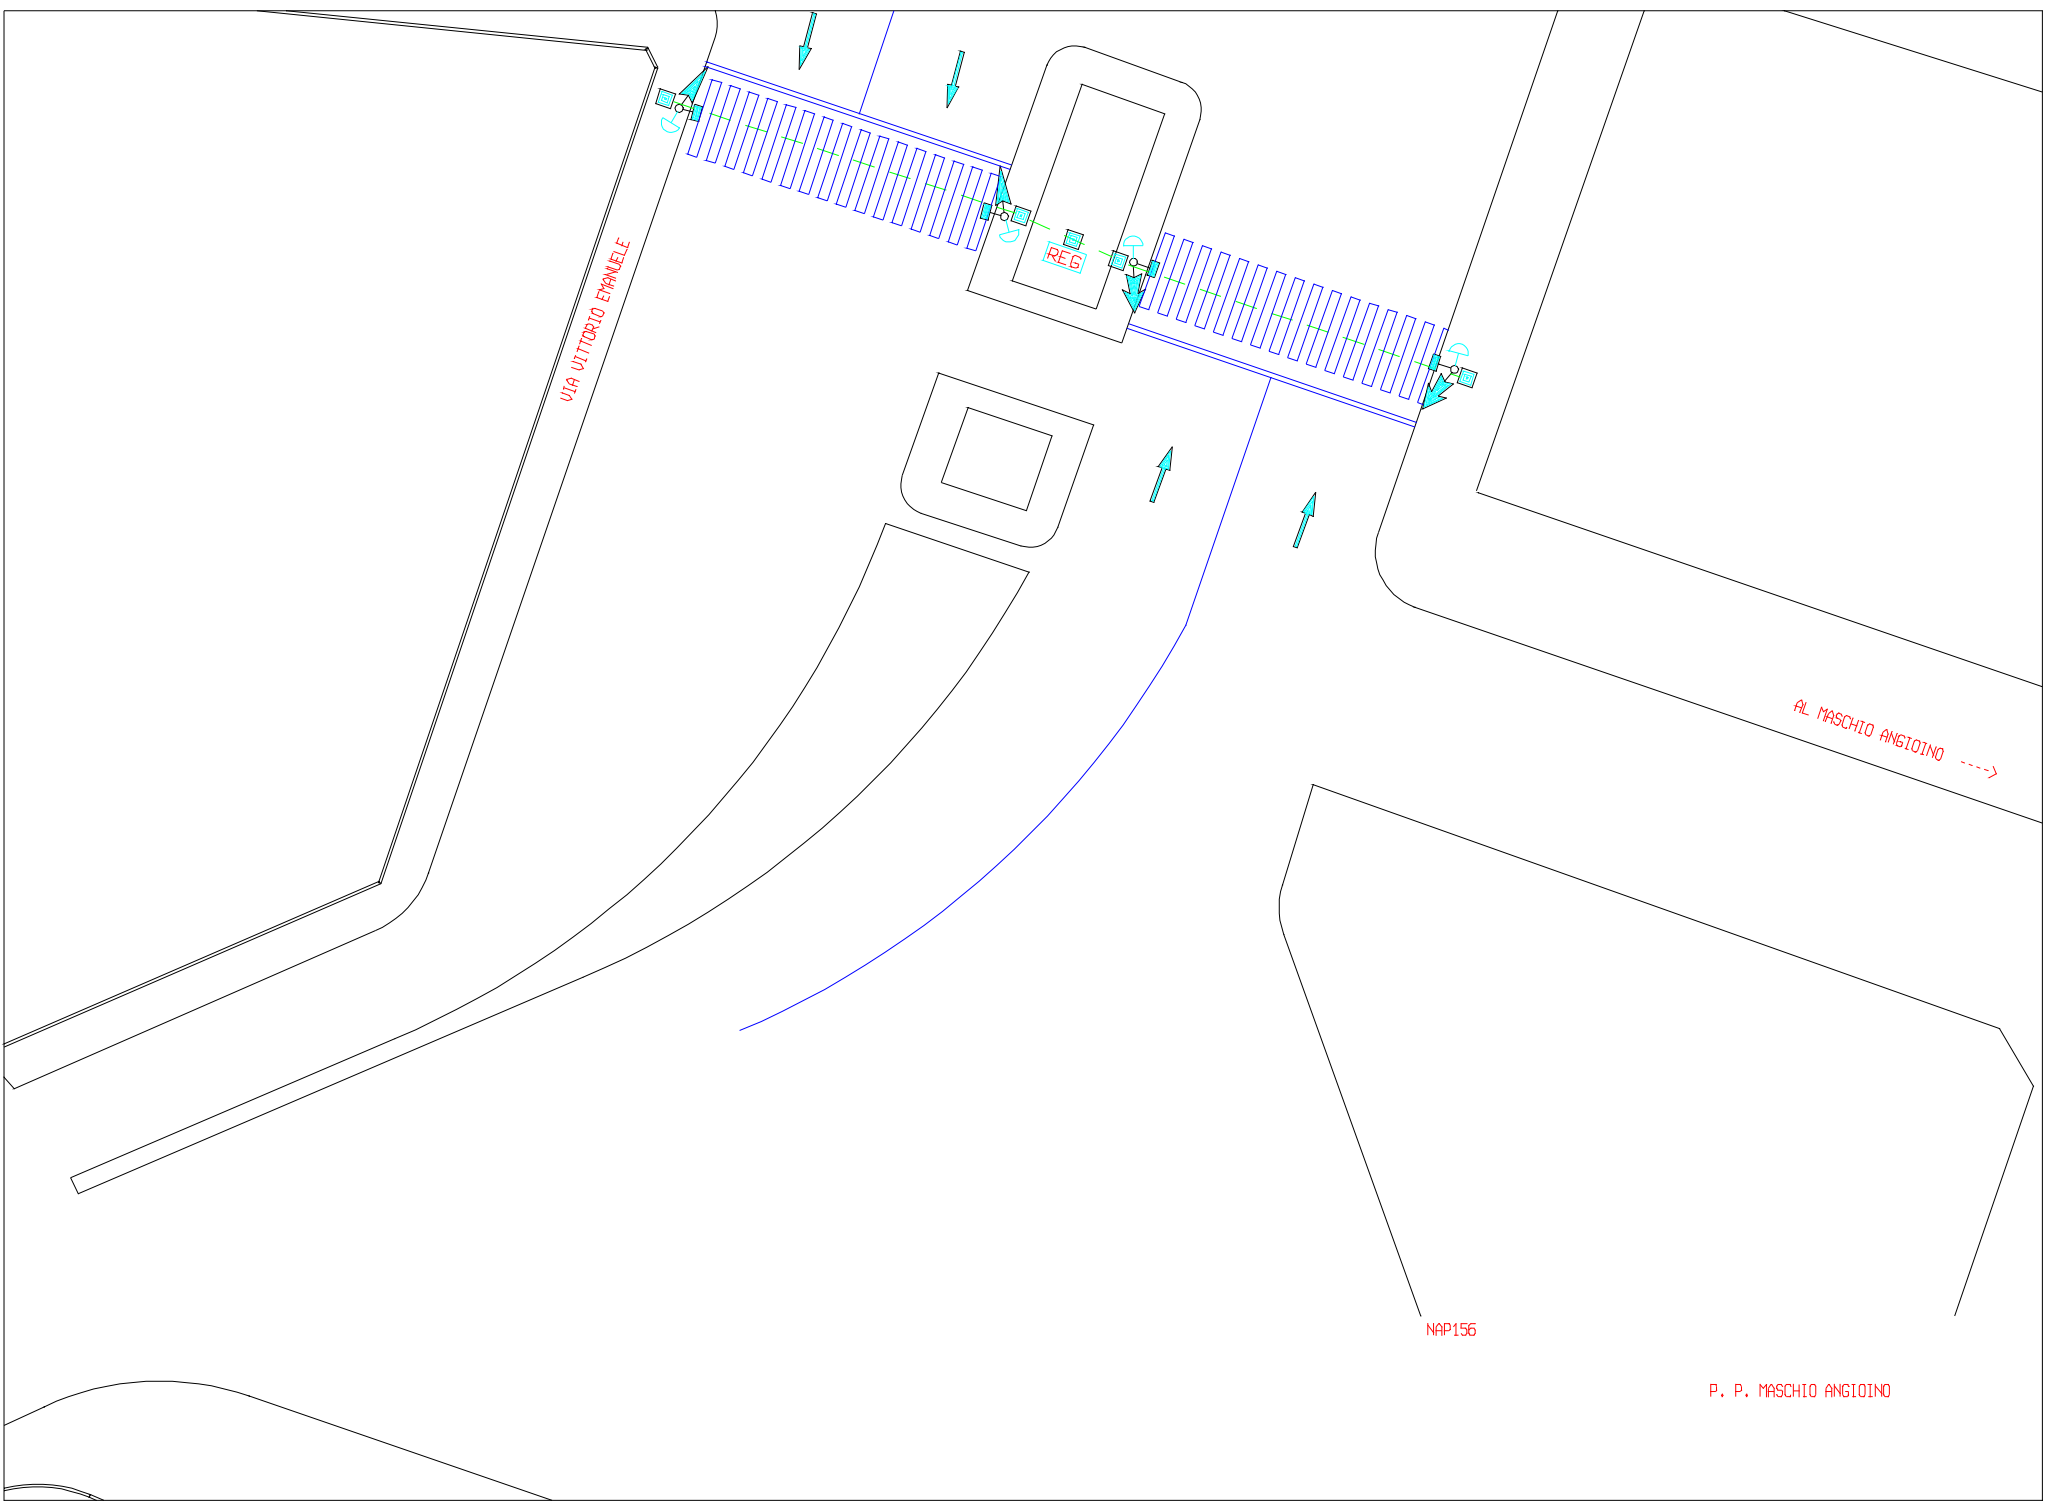 VIA VITTORIO EMANUELE
REG
AL MASCHIO ANGIOINO ---->
NAP156
P. P. MASCHIO ANGIOINO